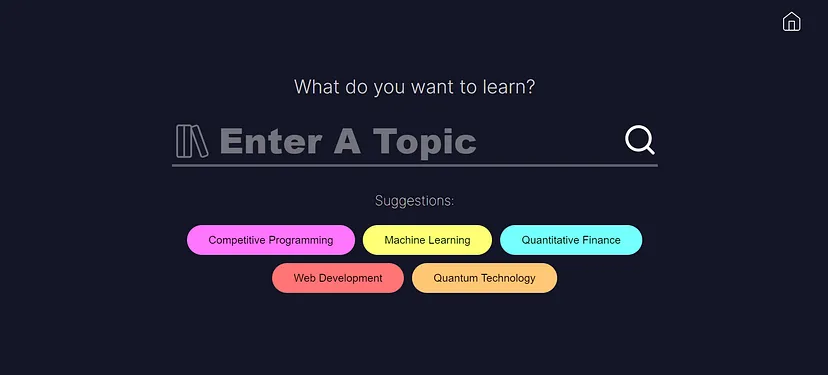 What do you want to learn?
Enter A Topic
Suggestions:
Competitive Programming Machine Learning Quantitative Finance
Web Development Quantum Technology